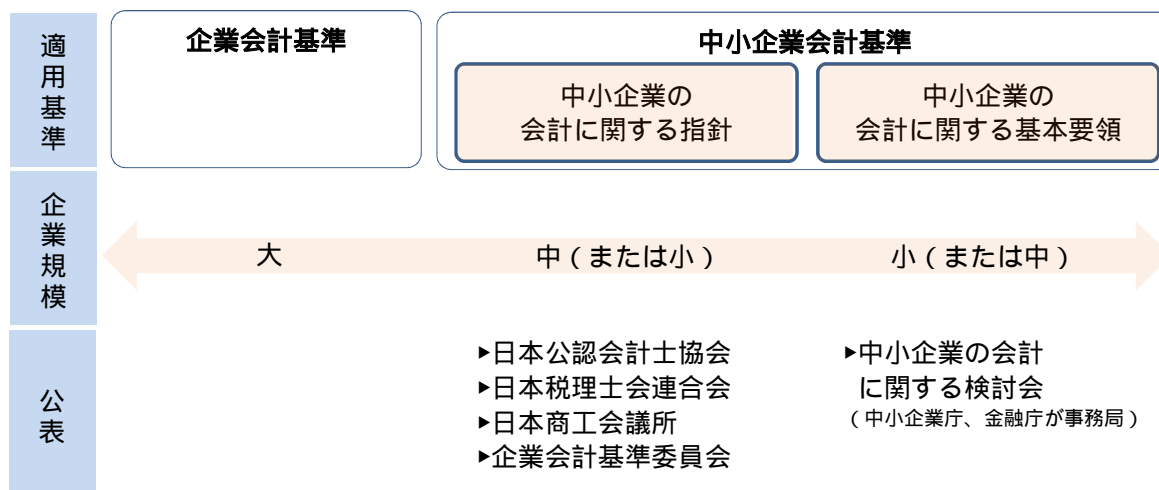 適用基準
企業会計基準
中小企業会計基準
中小企業の
会計に関する指針
中小企業の
会計に関する基本要領
企業規模
大
中（または小）
小（または中）
公表
▶日本公認会計士協会
▶日本税理士会連合会
▶日本商工会議所
▶企業会計基準委員会
▶中小企業の会計
に関する検討会
（中小企業庁、金融庁が事務局）